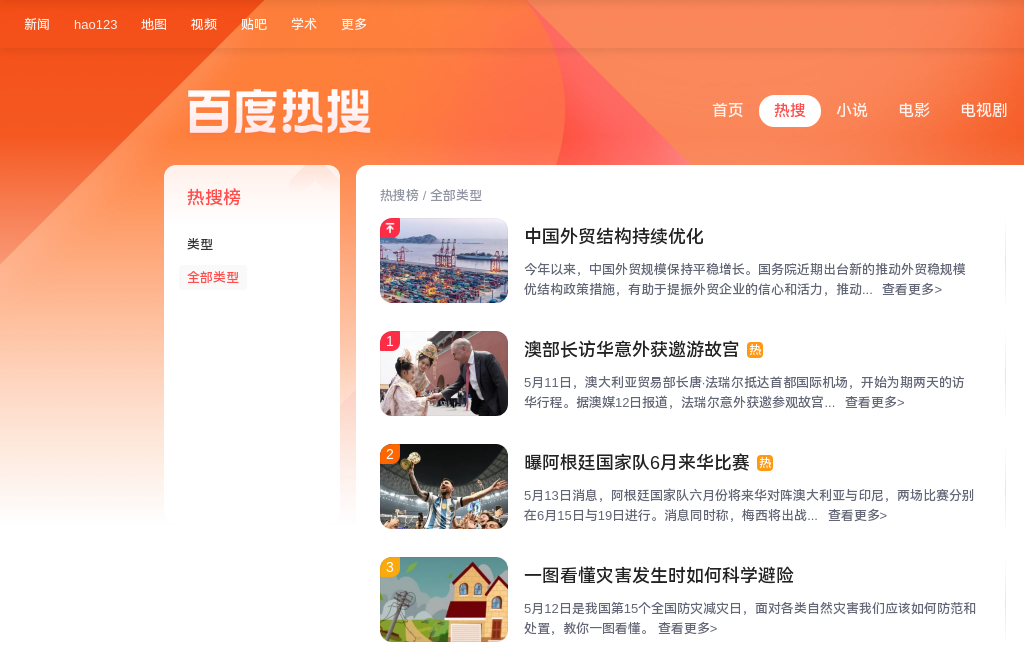 新闻 hao123 地图 视频 贴吧 学术 更多
百度热搜
首页 热搜 小说 电影 电视剧
热搜榜
类型
全部类型
热搜榜 / 全部类型
中国外贸结构持续优化
今年以来，中国外贸规模保持平稳增长。国务院近期出台新的推动外贸稳规模
优结构政策措施，有助于提振外贸企业的信心和活力，推动... 查看更多>
1
澳部长访华意外获邀游故宫 热
5月11日，澳大利亚贸易部长唐·法瑞尔抵达首都国际机场，开始为期两天的访
华行程。据澳媒12日报道，法瑞尔意外获邀参观故宫... 查看更多>
2
曝阿根廷国家队6月来华比赛 热
5月13日消息，阿根廷国家队六月份将来华对阵澳大利亚与印尼，两场比赛分别
在6月15日与19日进行。消息同时称，梅西将出战... 查看更多>
3
一图看懂灾害发生时如何科学避险
5月12日是我国第15个全国防灾减灾日，面对各类自然灾害我们应该如何防范和
处置，教你一图看懂。 查看更多>